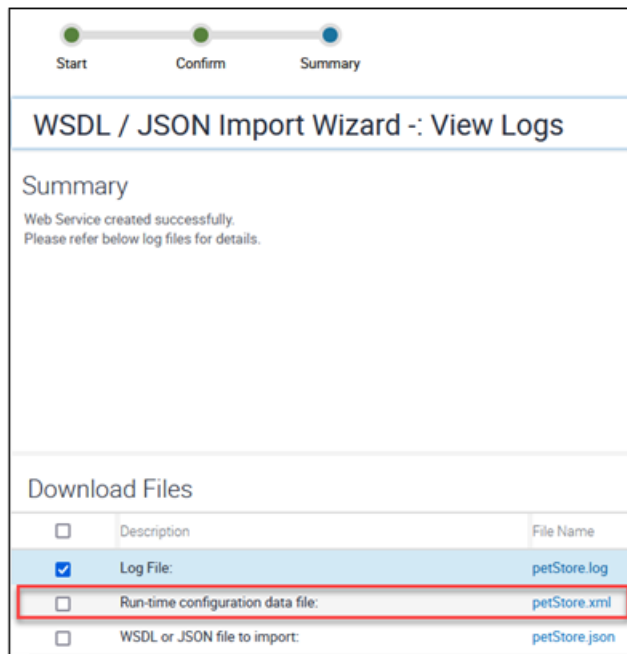 Start Confirm Summary
WSDL / JSON Import Wizard -: View Logs
Summary
Web Service created successfully.
Please refer below log files for details.
Download Files
Description File Name
Log File: petStore.log
Run-time configuration data file: petStore.xml
WSDL or JSON file to import: petStore.json